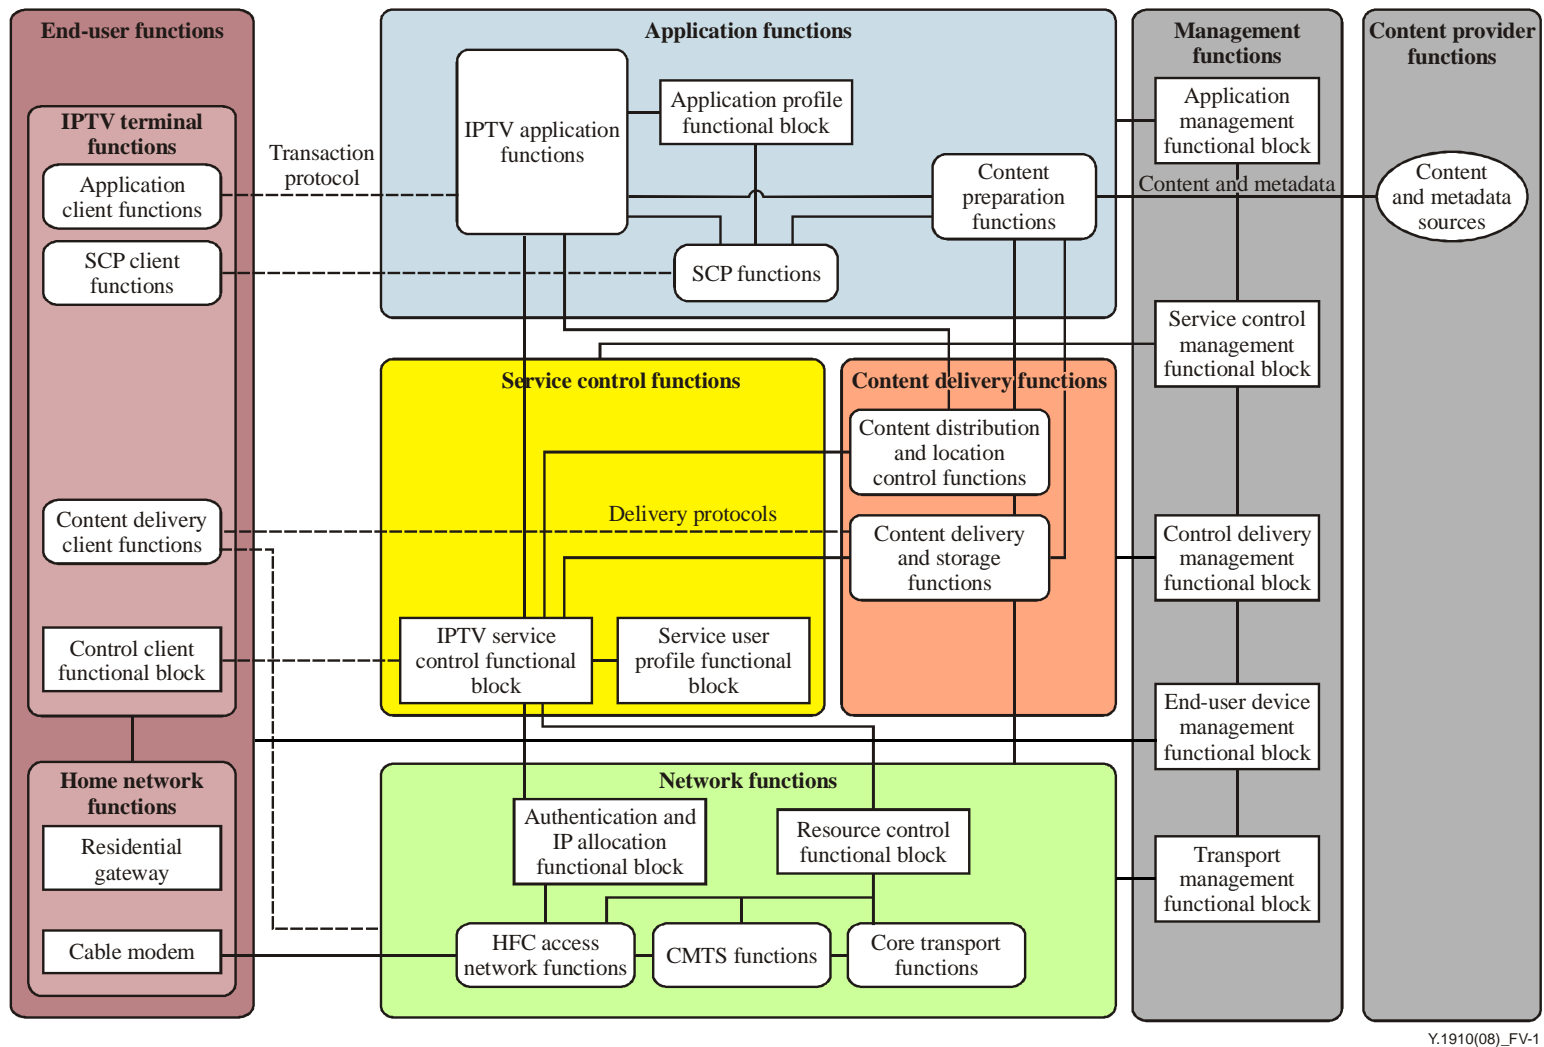 End-user functions
IPTV terminal
functions
Application
client functions
SCP client
functions
Content delivery
client functions
Control client
functional block
Home network
functions
Residential
gateway
Cable modem
Transaction
protocol
Application functions
IPTV application
functions
Application profile
functional block
Content
preparation
functions
SCP functions
Service control functions
Delivery protocols
IPTV service
control functional
block
Service user
profile functional
block
Content delivery functions
Content distribution
and location
control functions
Content delivery
and storage
functions
Network functions
Authentication and
IP allocation
functional block
Resource control
functional block
HFC access
network functions
CMTS functions
Core transport
functions
Management
functions
Application
management
functional block
Content and metadata
Service control
management
functional block
Control delivery
management
functional block
End-user device
management
functional block
Transport
management
functional block
Content provider
functions
Content
and metadata
sources
Y.1910(08)_FV-1